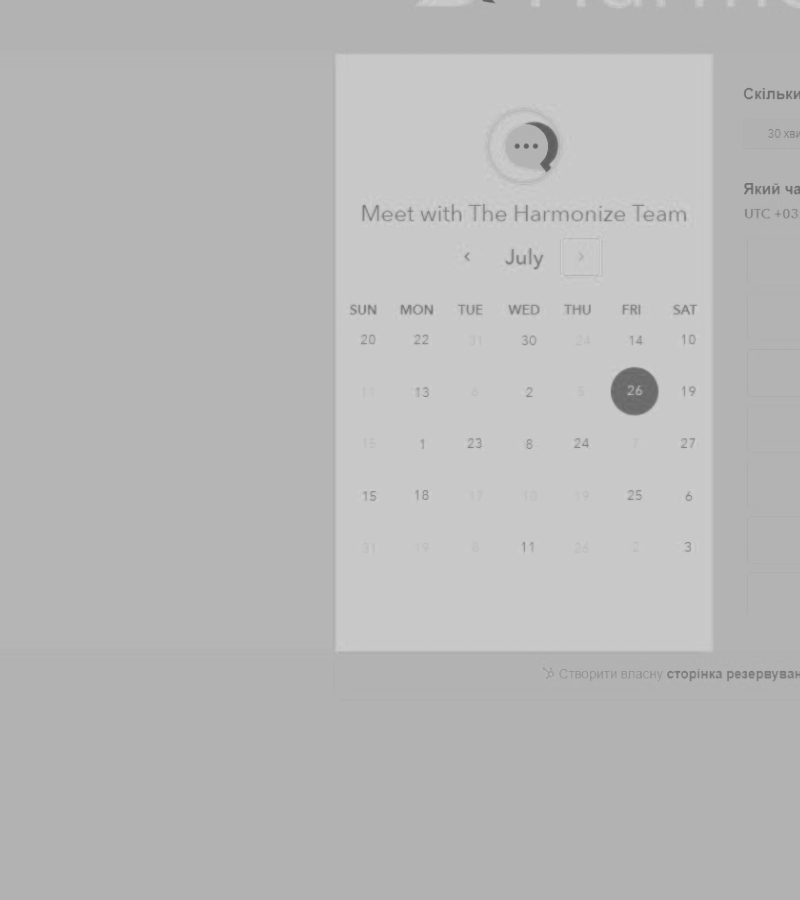 Meet with The Harmonize Team
‹ July ›
SUN MON TUE WED THU FRI SAT
20 22 31 30 24 14 10
11 13 6 2 5 26 19
15 1 23 8 24 7 27
15 18 17 10 19 25 6
31 19 8 11 26 2 3
Скільки
30 хви
Який ча
UTC +03
Створити власну сторінка резервуван